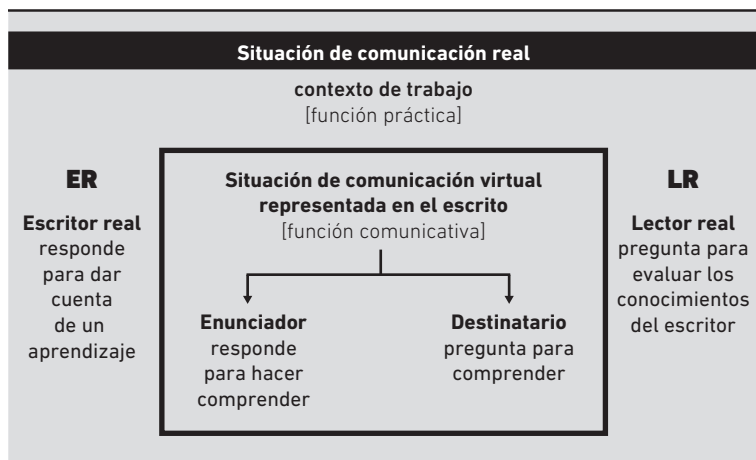 Situación de comunicación real
contexto de trabajo
[función práctica]
ER
Escritor real
responde
para dar
cuenta
de un
aprendizaje
Situación de comunicación virtual
representada en el escrito
[función comunicativa]
Enunciador
responde
para hacer
comprender
Destinatario
pregunta para
comprender
LR
Lector real
pregunta para
evaluar los
conocimientos
del escritor